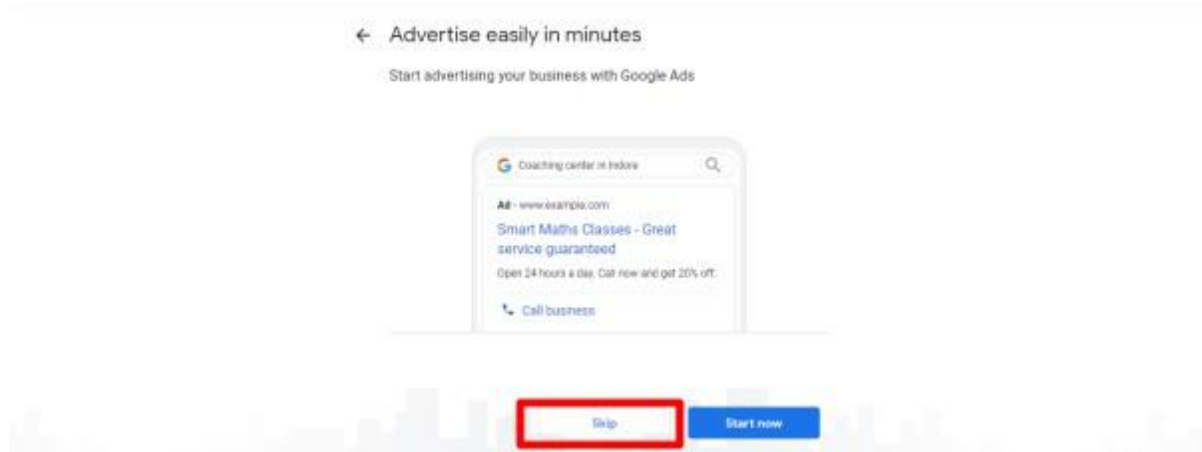 Advertise easily in minutes
Start advertising your business with Google Ads
Coaching center in Indore
Ad - www.example.com
Smart Maths Classes - Great
service guaranteed
Open 24 hours a day. Call now and get 20% off.
Call business
Skip
Start now